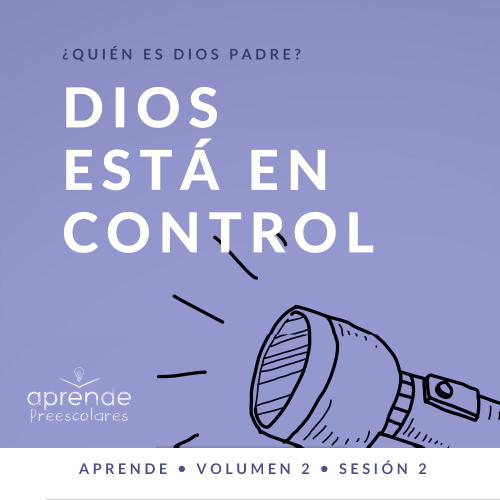 ¿QUIÉN ES DIOS PADRE?
DIOS
ESTÁ EN
CONTROL
aprende
Preescolares
APRENDE • VOLUMEN 2 • SESIÓN 2